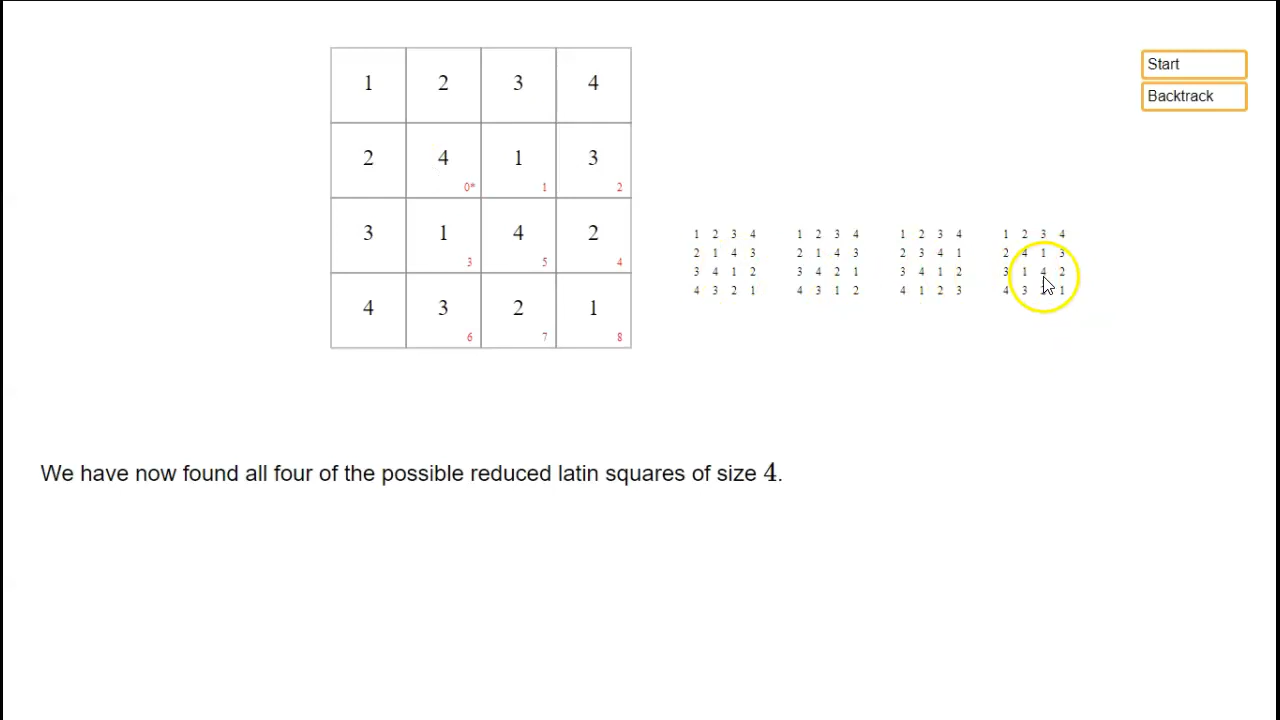 1 2 3 4
2 4 1 3
0* 1 2
3 1 4 2
3 5 4
4 3 2 1
6 7 8
Start
Backtrack
1 2 3 4 1 2 3 4 1 2 3 4 1 2 3 4
2 1 4 3 2 1 4 3 2 3 4 1 2 4 1 3
3 4 1 2 3 4 2 1 3 4 1 2 3 1 4 2
4 3 2 1 4 3 1 2 4 1 2 3 4 3 1
We have now found all four of the possible reduced latin squares of size 4.